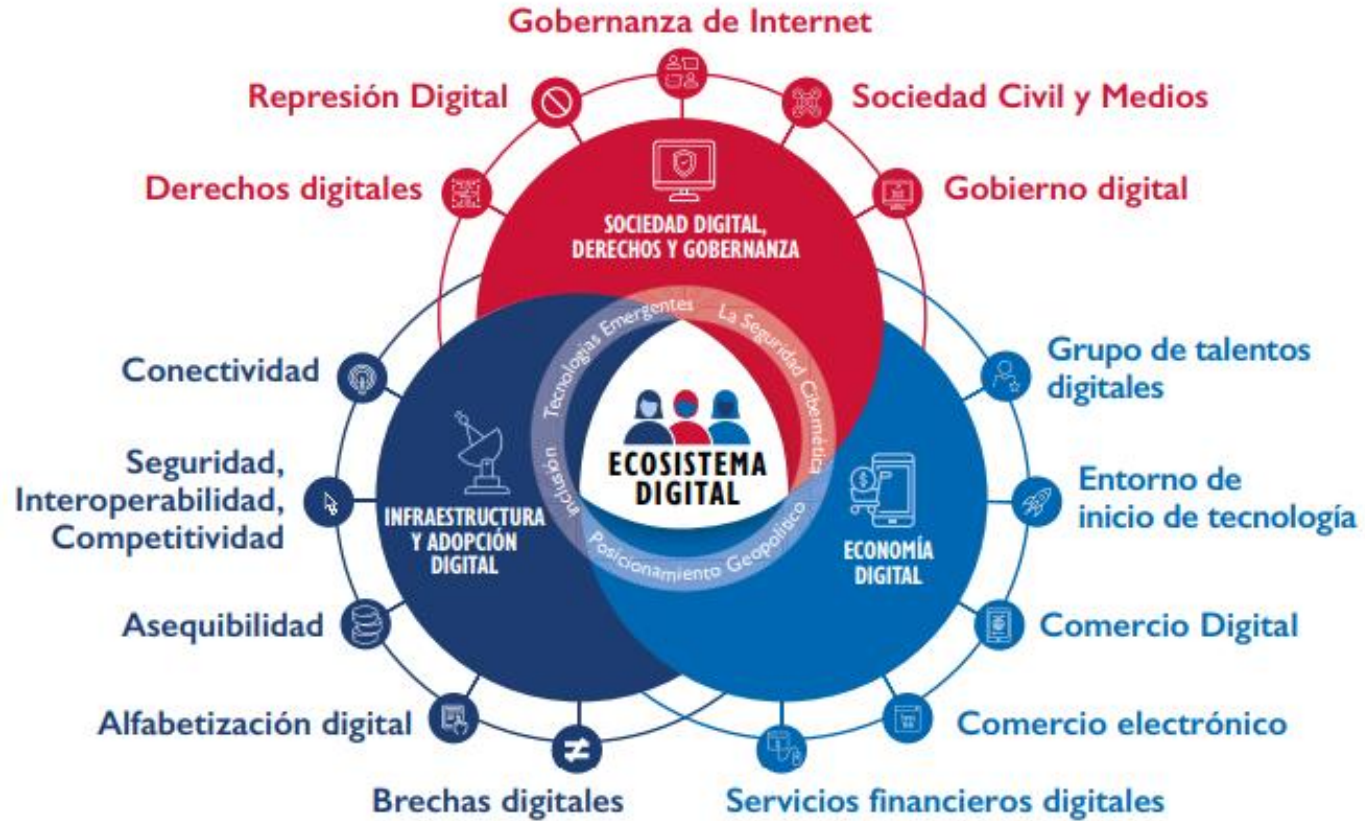 Gobernanza de Internet
Represión Digital
Sociedad Civil y Medios
Derechos digitales
Gobierno digital
SOCIEDAD DIGITAL,
DERECHOS Y GOBERNANZA
Conectividad
Seguridad,
Interoperabilidad,
Competitividad
Asequibilidad
Alfabetización digital
Brechas digitales
INFRAESTRUCTURA
Y ADOPCIÓN
DIGITAL
Inclusión
Tecnologías Emergentes
La Seguridad Cibernética
Posicionamiento Geopolítico
ECOSISTEMA
DIGITAL
ECONOMÍA
DIGITAL
Grupo de talentos
digitales
Entorno de
inicio de tecnología
Comercio Digital
Comercio electrónico
Servicios financieros digitales